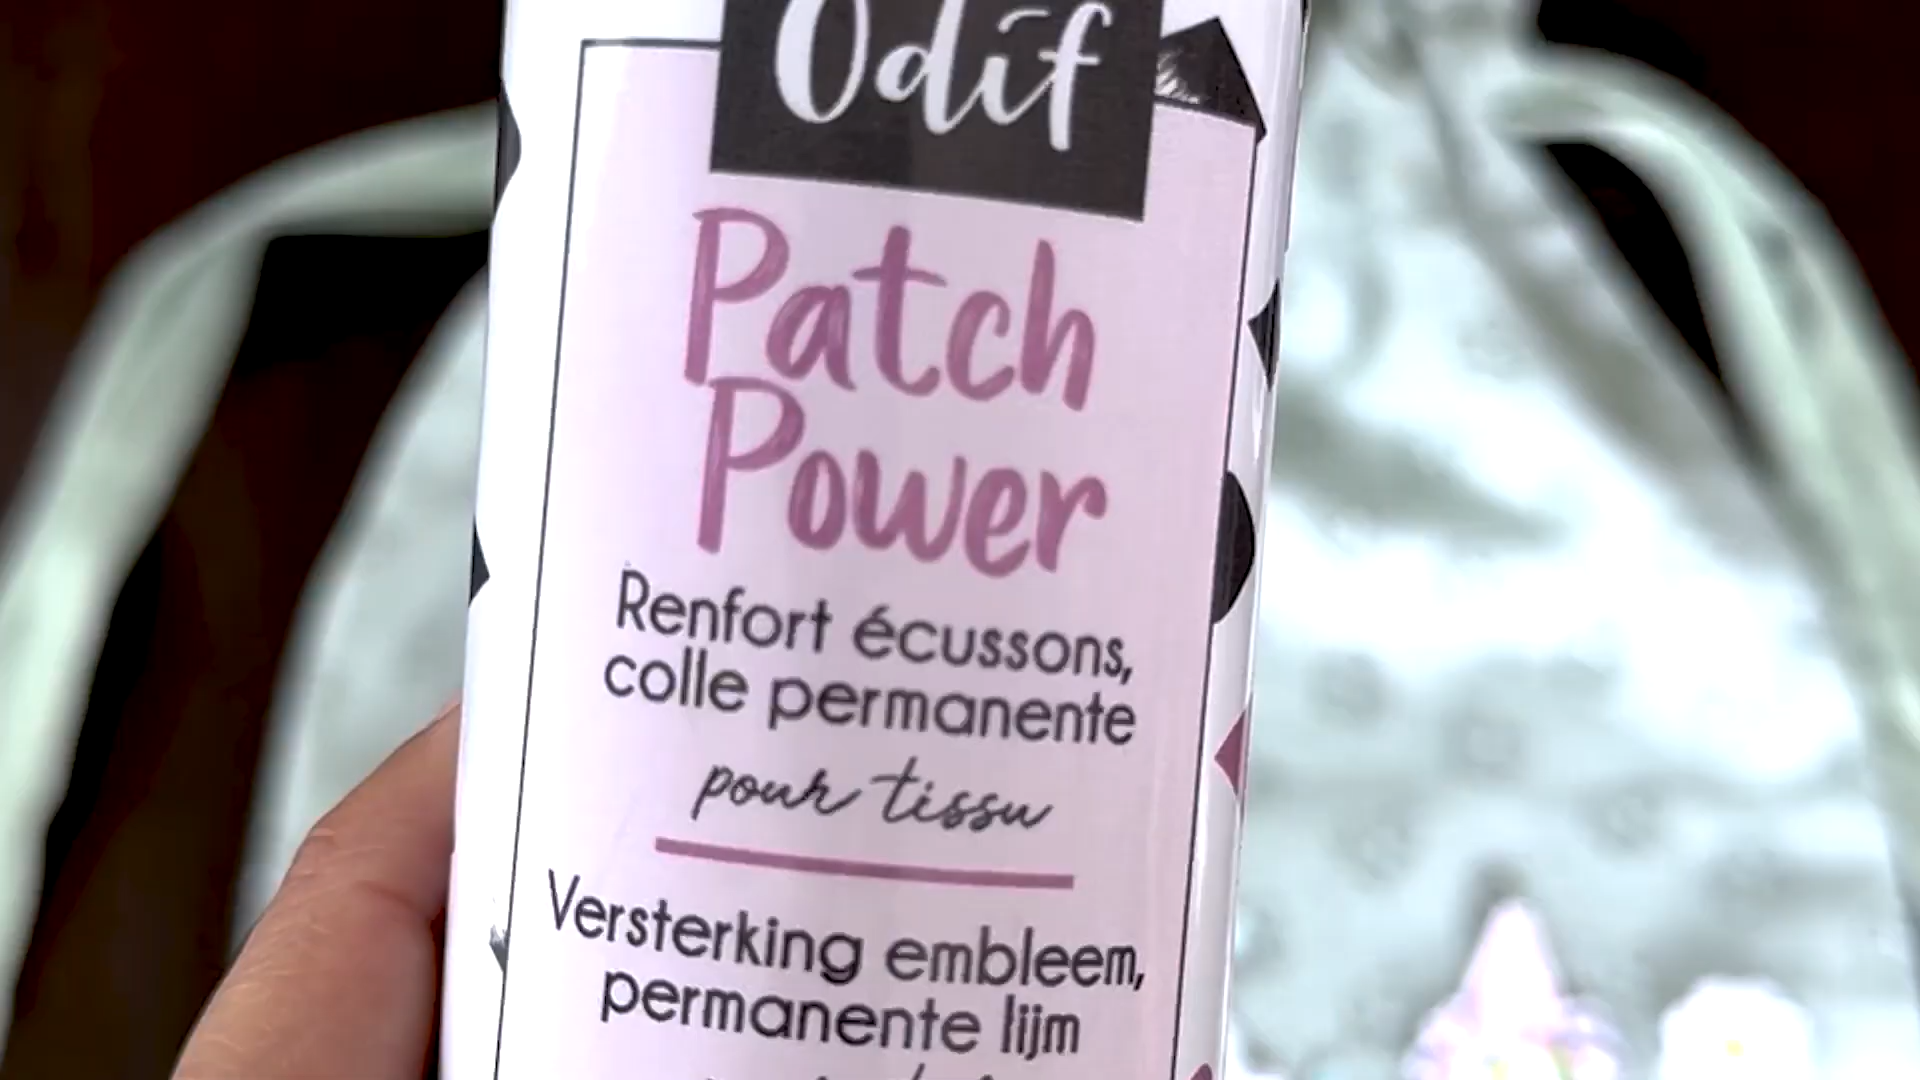 Odif
Patch
Power
Renfort écussons,
colle permanente
pour tissu
Versterking embleem,
permanente lijm